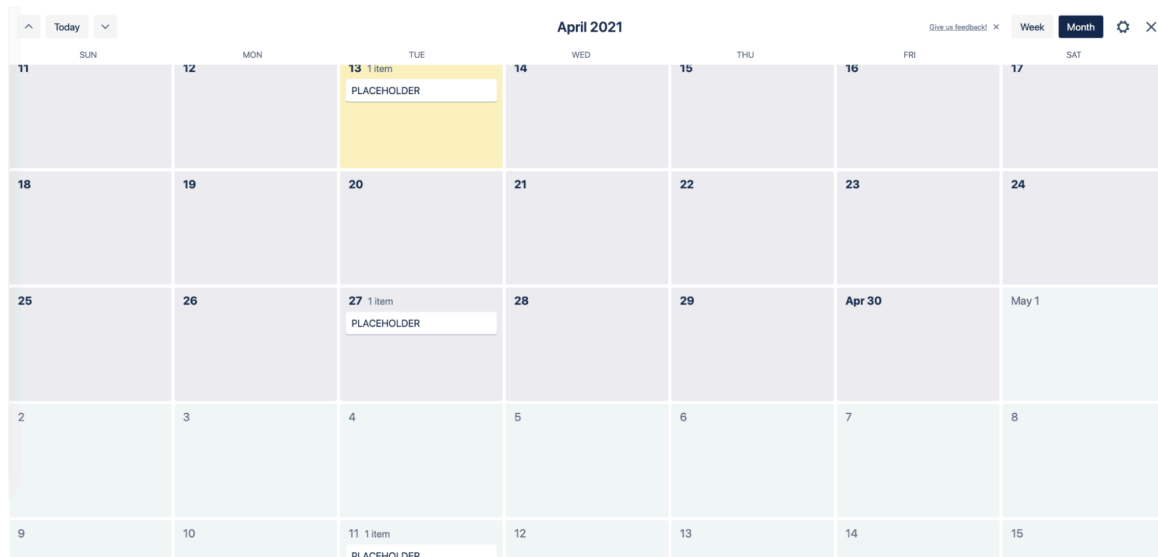 Today
April 2021
Give us feedback! ×
Week
Month
SUN MON TUE WED THU FRI SAT
11 12 13 1 item 14 15 16 17
PLACEHOLDER
18 19 20 21 22 23 24
25 26 27 1 item 28 29 Apr 30 May 1
PLACEHOLDER
2 3 4 5 6 7 8
9 10 11 1 item 12 13 14 15
PLACEHOLDER